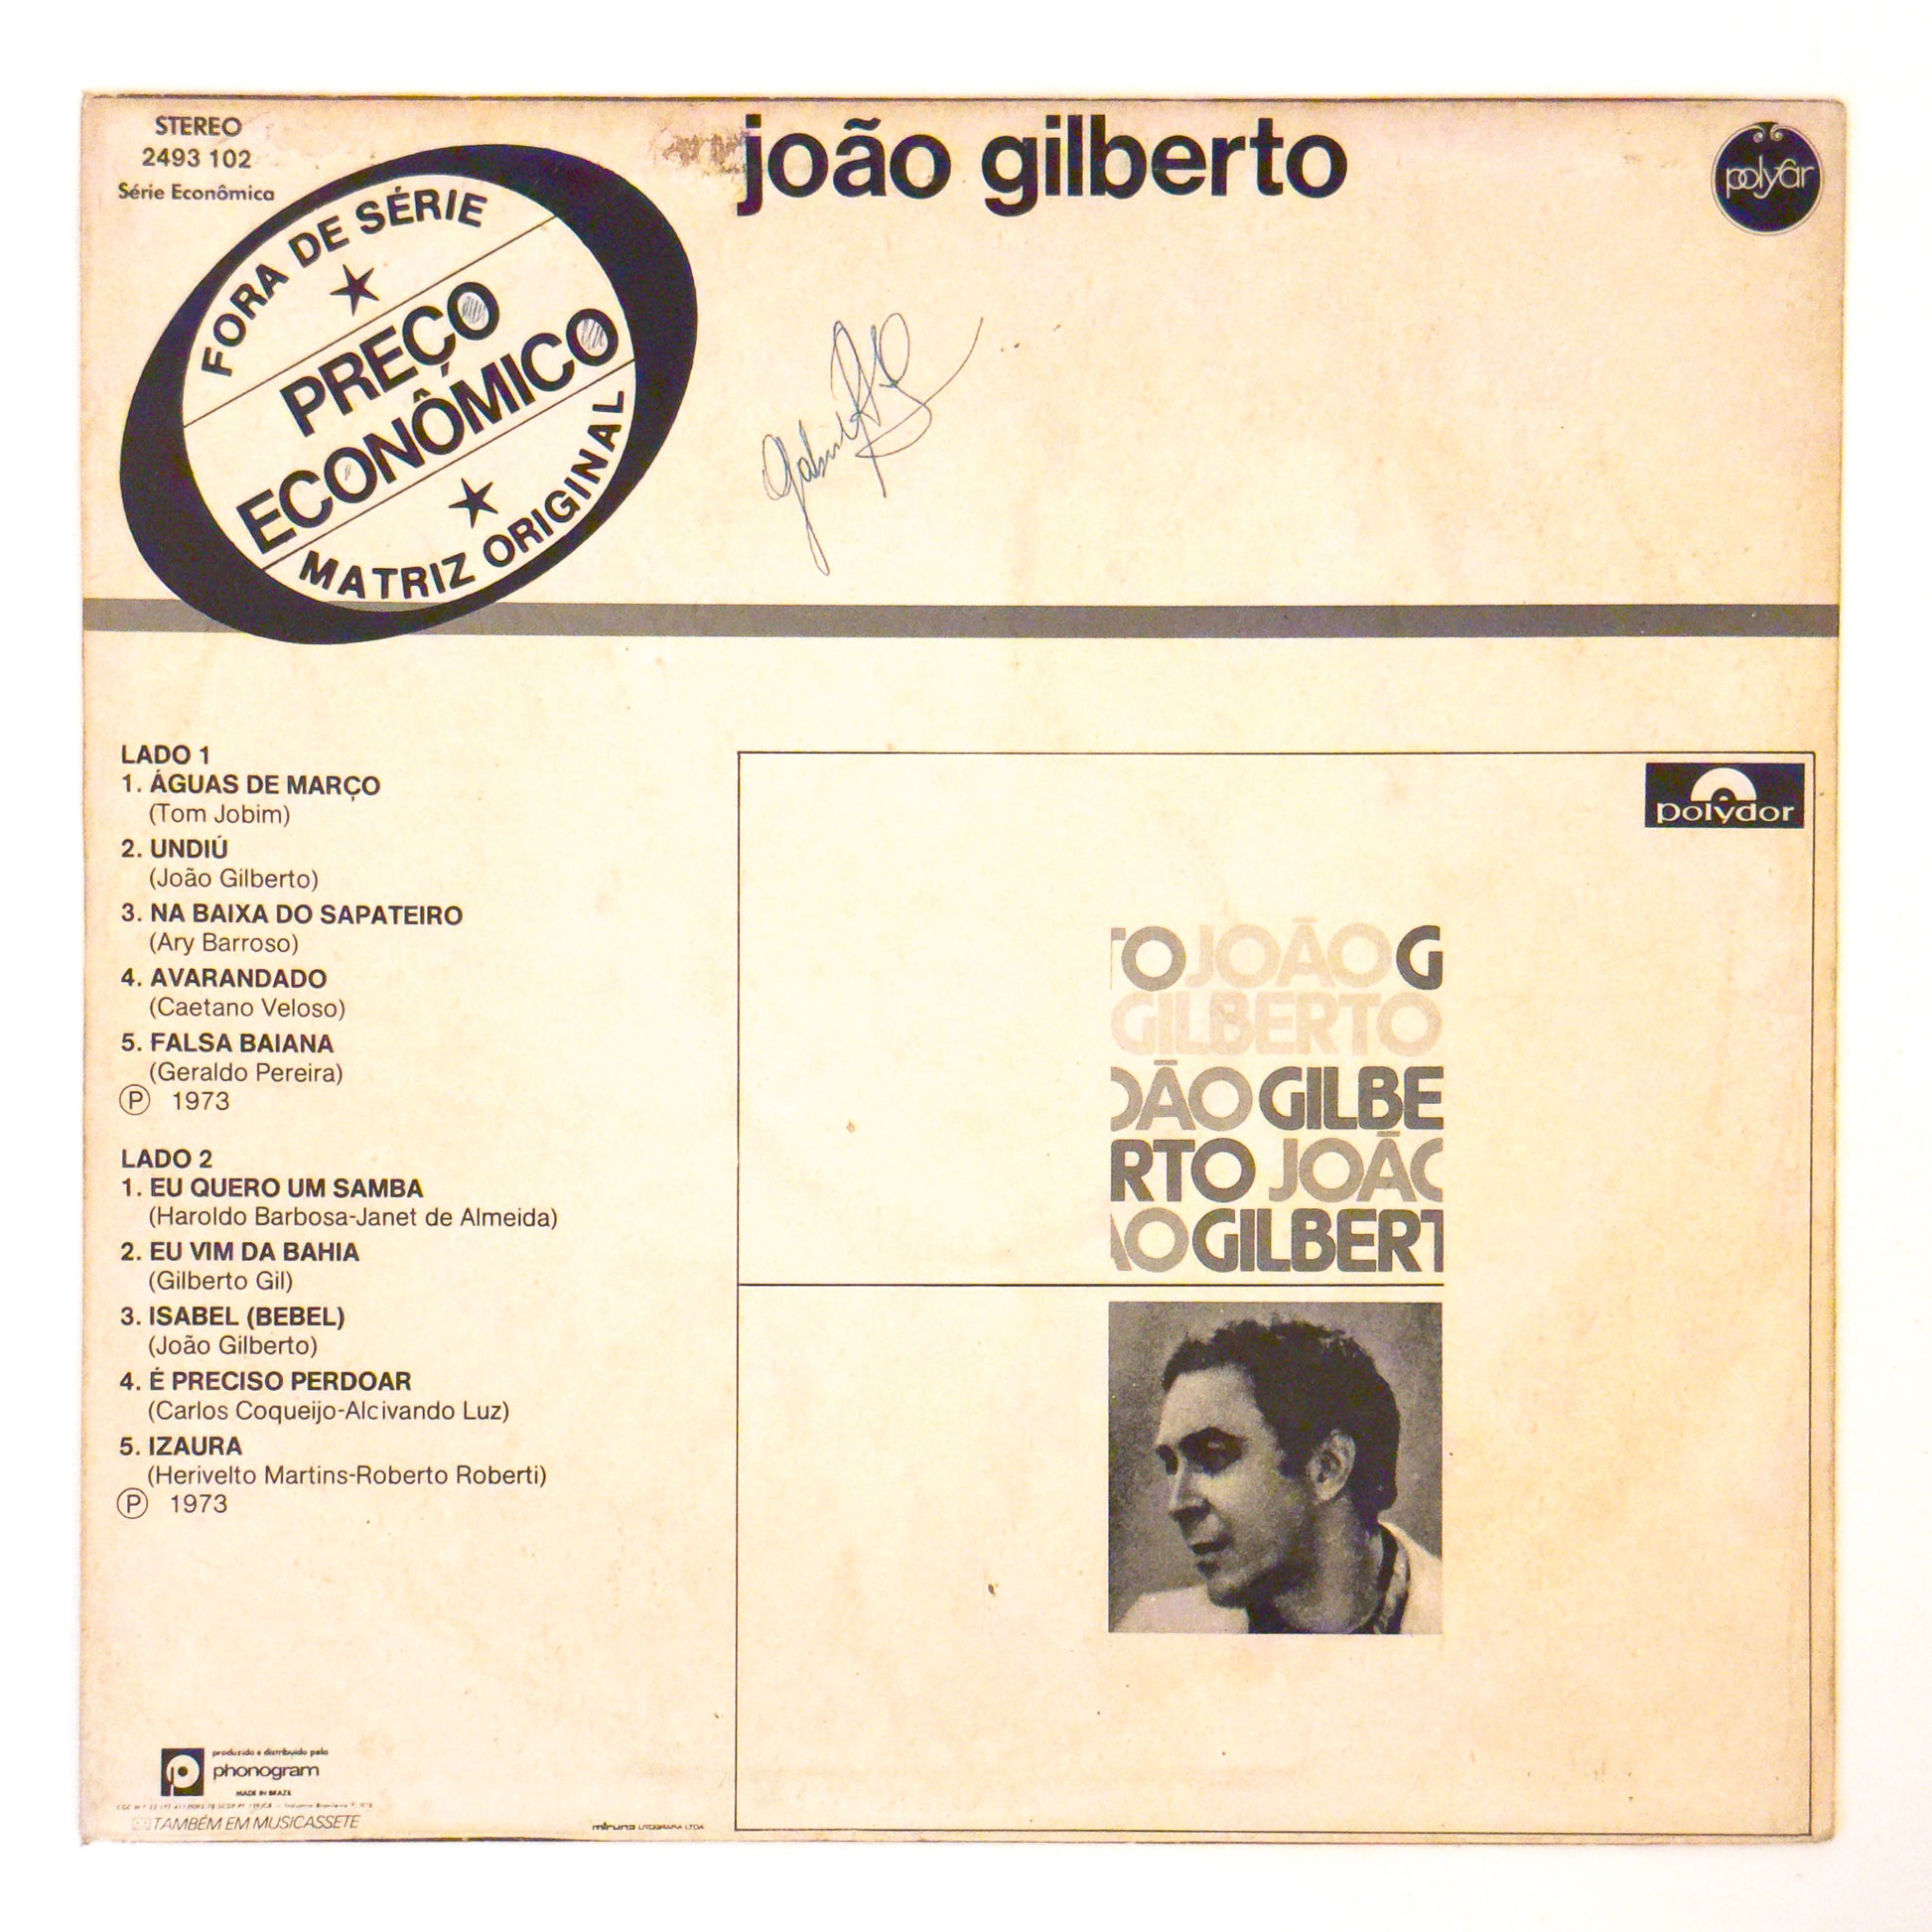 STEREO
2493 102
Série Econômica
joão gilberto
polyfar
FORA DE SÉRIE
PREÇO
ECONÔMICO
MATRIZ ORIGINAL
LADO 1
1. ÁGUAS DE MARÇO
(Tom Jobim)
2. UNDIÚ
(João Gilberto)
3. NA BAIXA DO SAPATEIRO
(Ary Barroso)
4. AVARANDADO
(Caetano Veloso)
5. FALSA BAIANA
(Geraldo Pereira)
Ⓟ 1973
LADO 2
1. EU QUERO UM SAMBA
(Haroldo Barbosa-Janet de Almeida)
2. EU VIM DA BAHIA
(Gilberto Gil)
3. ISABEL (BEBEL)
(João Gilberto)
4. É PRECISO PERDOAR
(Carlos Coqueijo-Alcivando Luz)
5. IZAURA
(Herivelto Martins-Roberto Roberti)
Ⓟ 1973
polydor
TO JOÃO G
GILBERTO
OÃO GILBE
RTO JOÃO
ÃO GILBERT
produzido e distribuido pela
phonogram
MADE IN BRAZIL
TAMBÉM EM MUSICASSETE
LITOGRAFIA LTDA